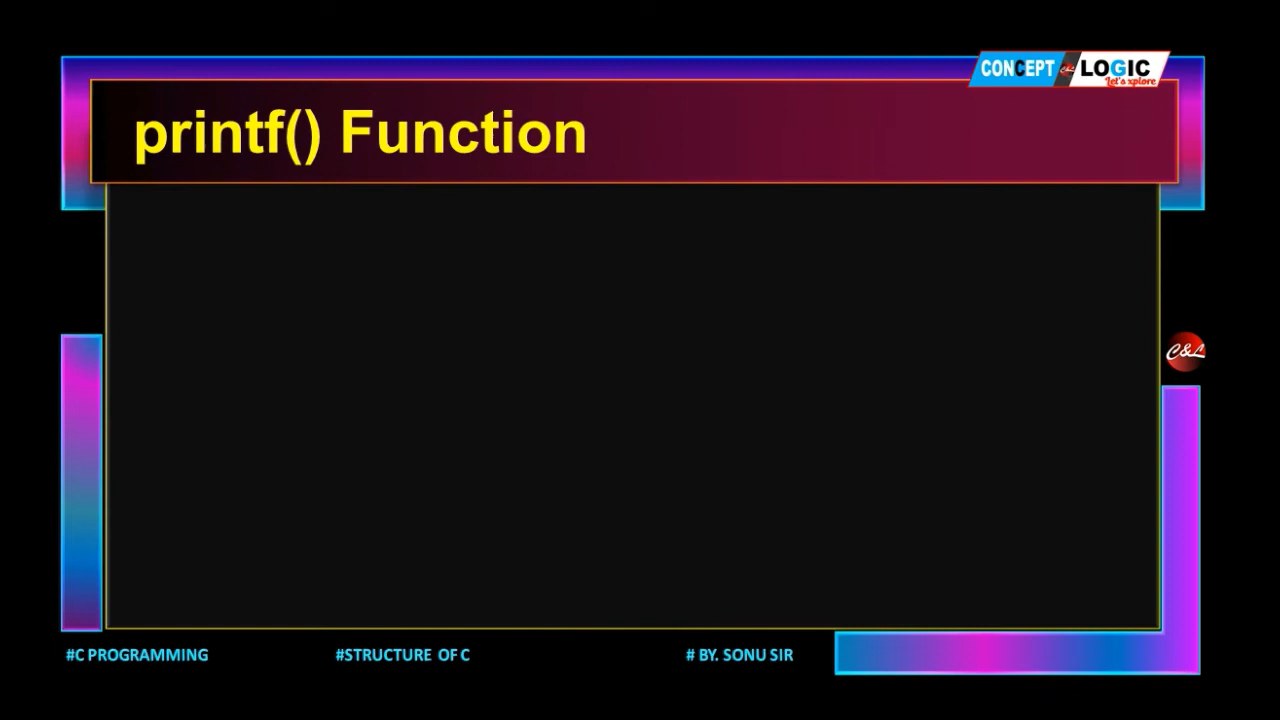 CONCEPT & LOGIC
Let's xplore
printf() Function
C&L
#C PROGRAMMING
#STRUCTURE OF C
# BY. SONU SIR